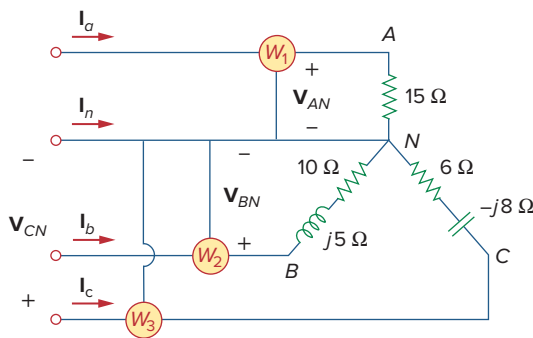 I_a
W_1
A
+
V_AN
15 Ω
I_n
–
–
–
N
10 Ω
6 Ω
V_BN
–j8 Ω
V_CN
I_b
+
j5 Ω
W_2
B
C
+
I_c
W_3